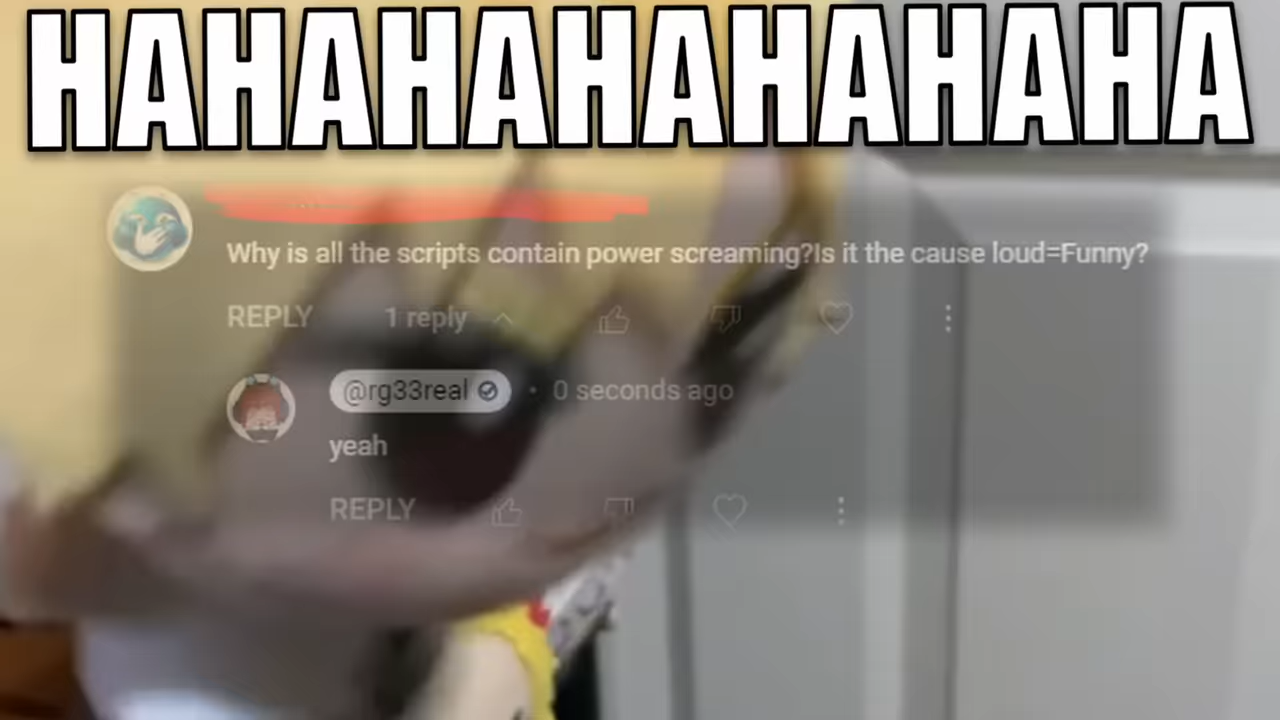 HAHAHAHAHAHAHA
Why is all the scripts contain power screaming?Is it the cause loud=Funny?
REPLY 1 reply
@rg33real · 0 seconds ago
yeah
REPLY